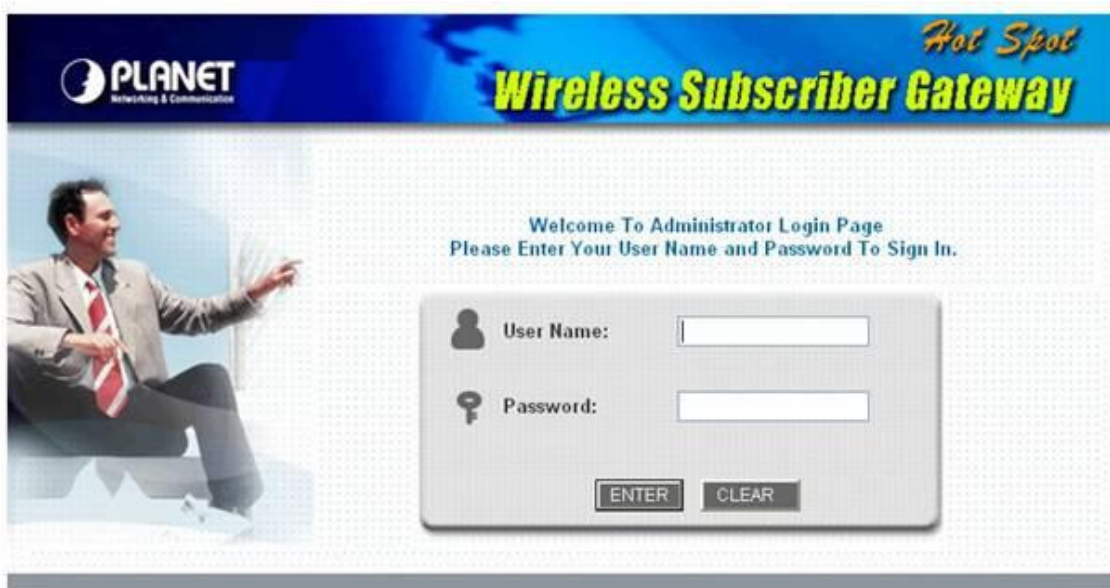 PLANET
Networking & Communication
Hot Spot
Wireless Subscriber Gateway
Welcome To Administrator Login Page
Please Enter Your User Name and Password To Sign In.
User Name:
Password:
ENTER CLEAR